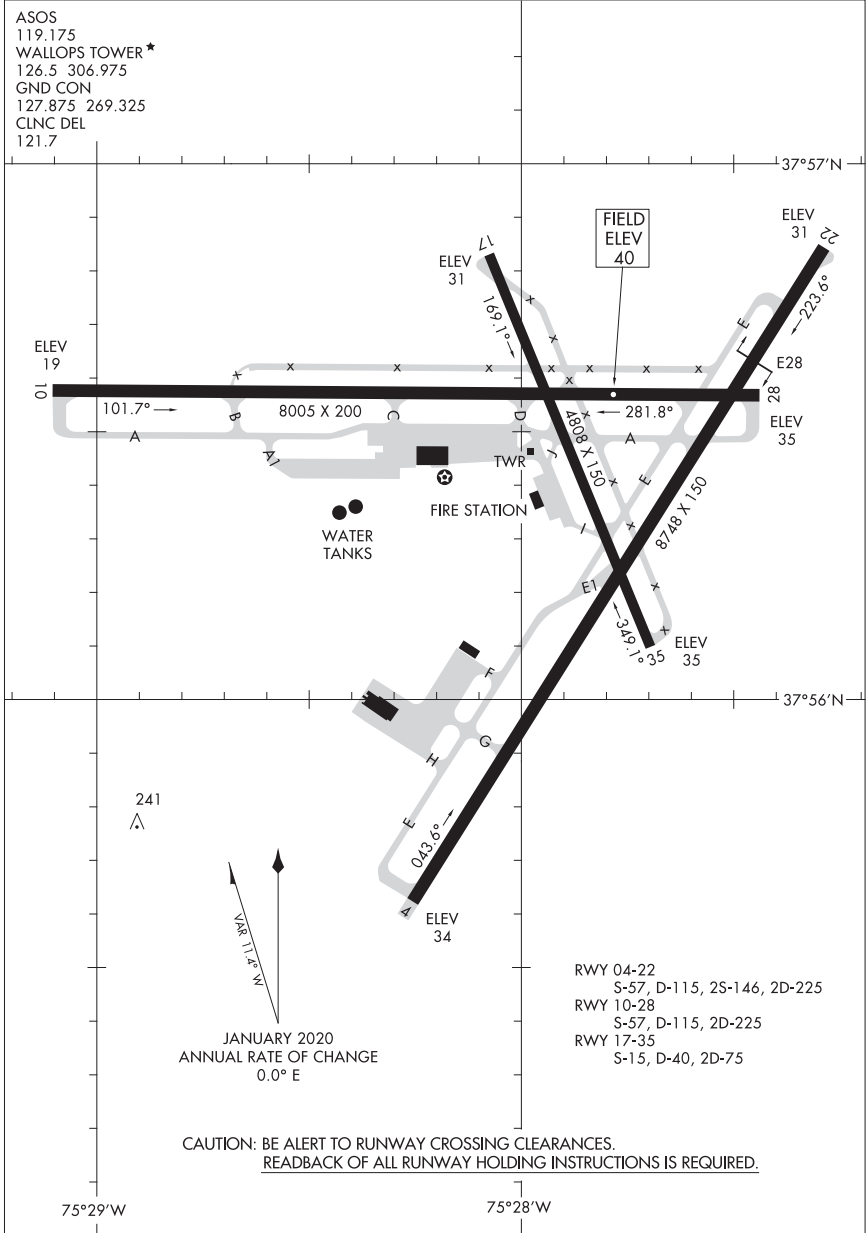 ASOS
119.175
WALLOPS TOWER★
126.5 306.975
GND CON
127.875 269.325
CLNC DEL
121.7
37°57'N
FIELD
ELEV
40
ELEV
31
22
17
ELEV
31
223.6°
169.1°
E
ELEV
19
E28
10
28
101.7°
B
8005 X 200
C
D
4808 X 150
281.8°
ELEV
35
A
A
A1
TWR
J
E
8748 X 150
FIRE STATION
WATER
TANKS
I
E1
349.1°
35
ELEV
35
F
37°56'N
G
H
241
E
043.6°
4
ELEV
34
VAR 11.4° W
RWY 04-22
S-57, D-115, 2S-146, 2D-225
RWY 10-28
S-57, D-115, 2D-225
RWY 17-35
S-15, D-40, 2D-75
JANUARY 2020
ANNUAL RATE OF CHANGE
0.0° E
CAUTION: BE ALERT TO RUNWAY CROSSING CLEARANCES.
READBACK OF ALL RUNWAY HOLDING INSTRUCTIONS IS REQUIRED.
75°29'W
75°28'W